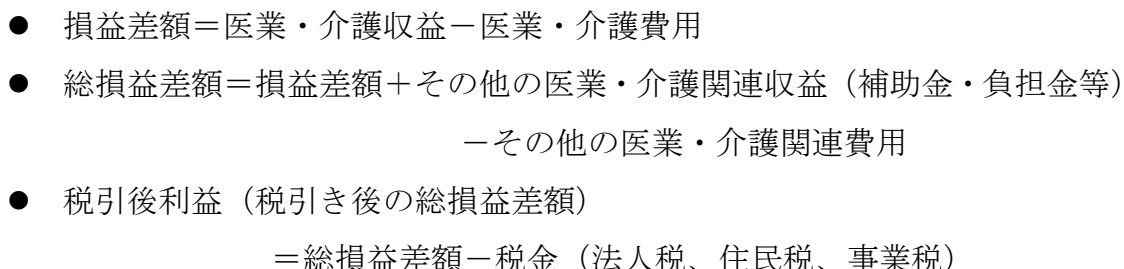 ● 損益差額＝医業・介護収益－医業・介護費用
● 総損益差額＝損益差額＋その他の医業・介護関連収益（補助金・負担金等）
－その他の医業・介護関連費用
● 税引後利益（税引き後の総損益差額）
＝総損益差額－税金（法人税、住民税、事業税）